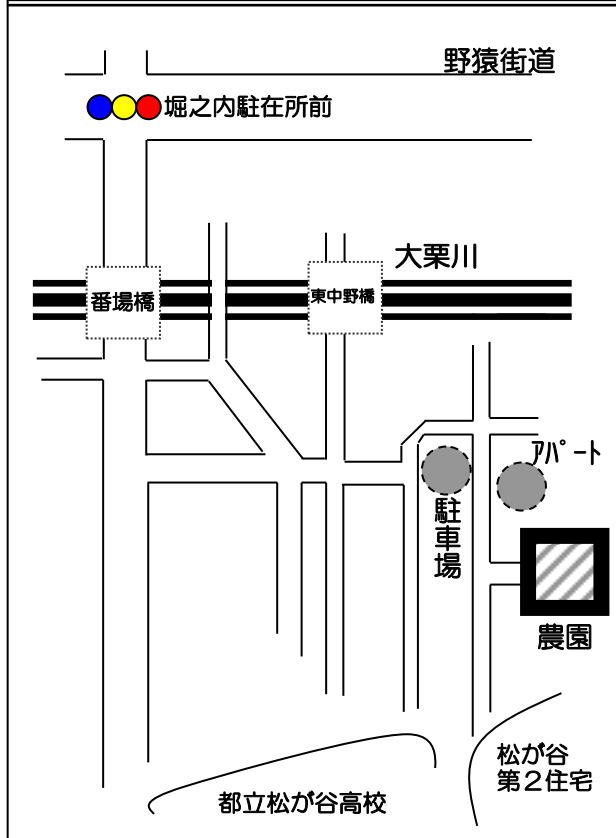 野猿街道
堀之内駐在所前
大栗川
番場橋
東中野橋
ｱﾊﾟｰﾄ
駐車場
農園
松が谷
第２住宅
都立松が谷高校